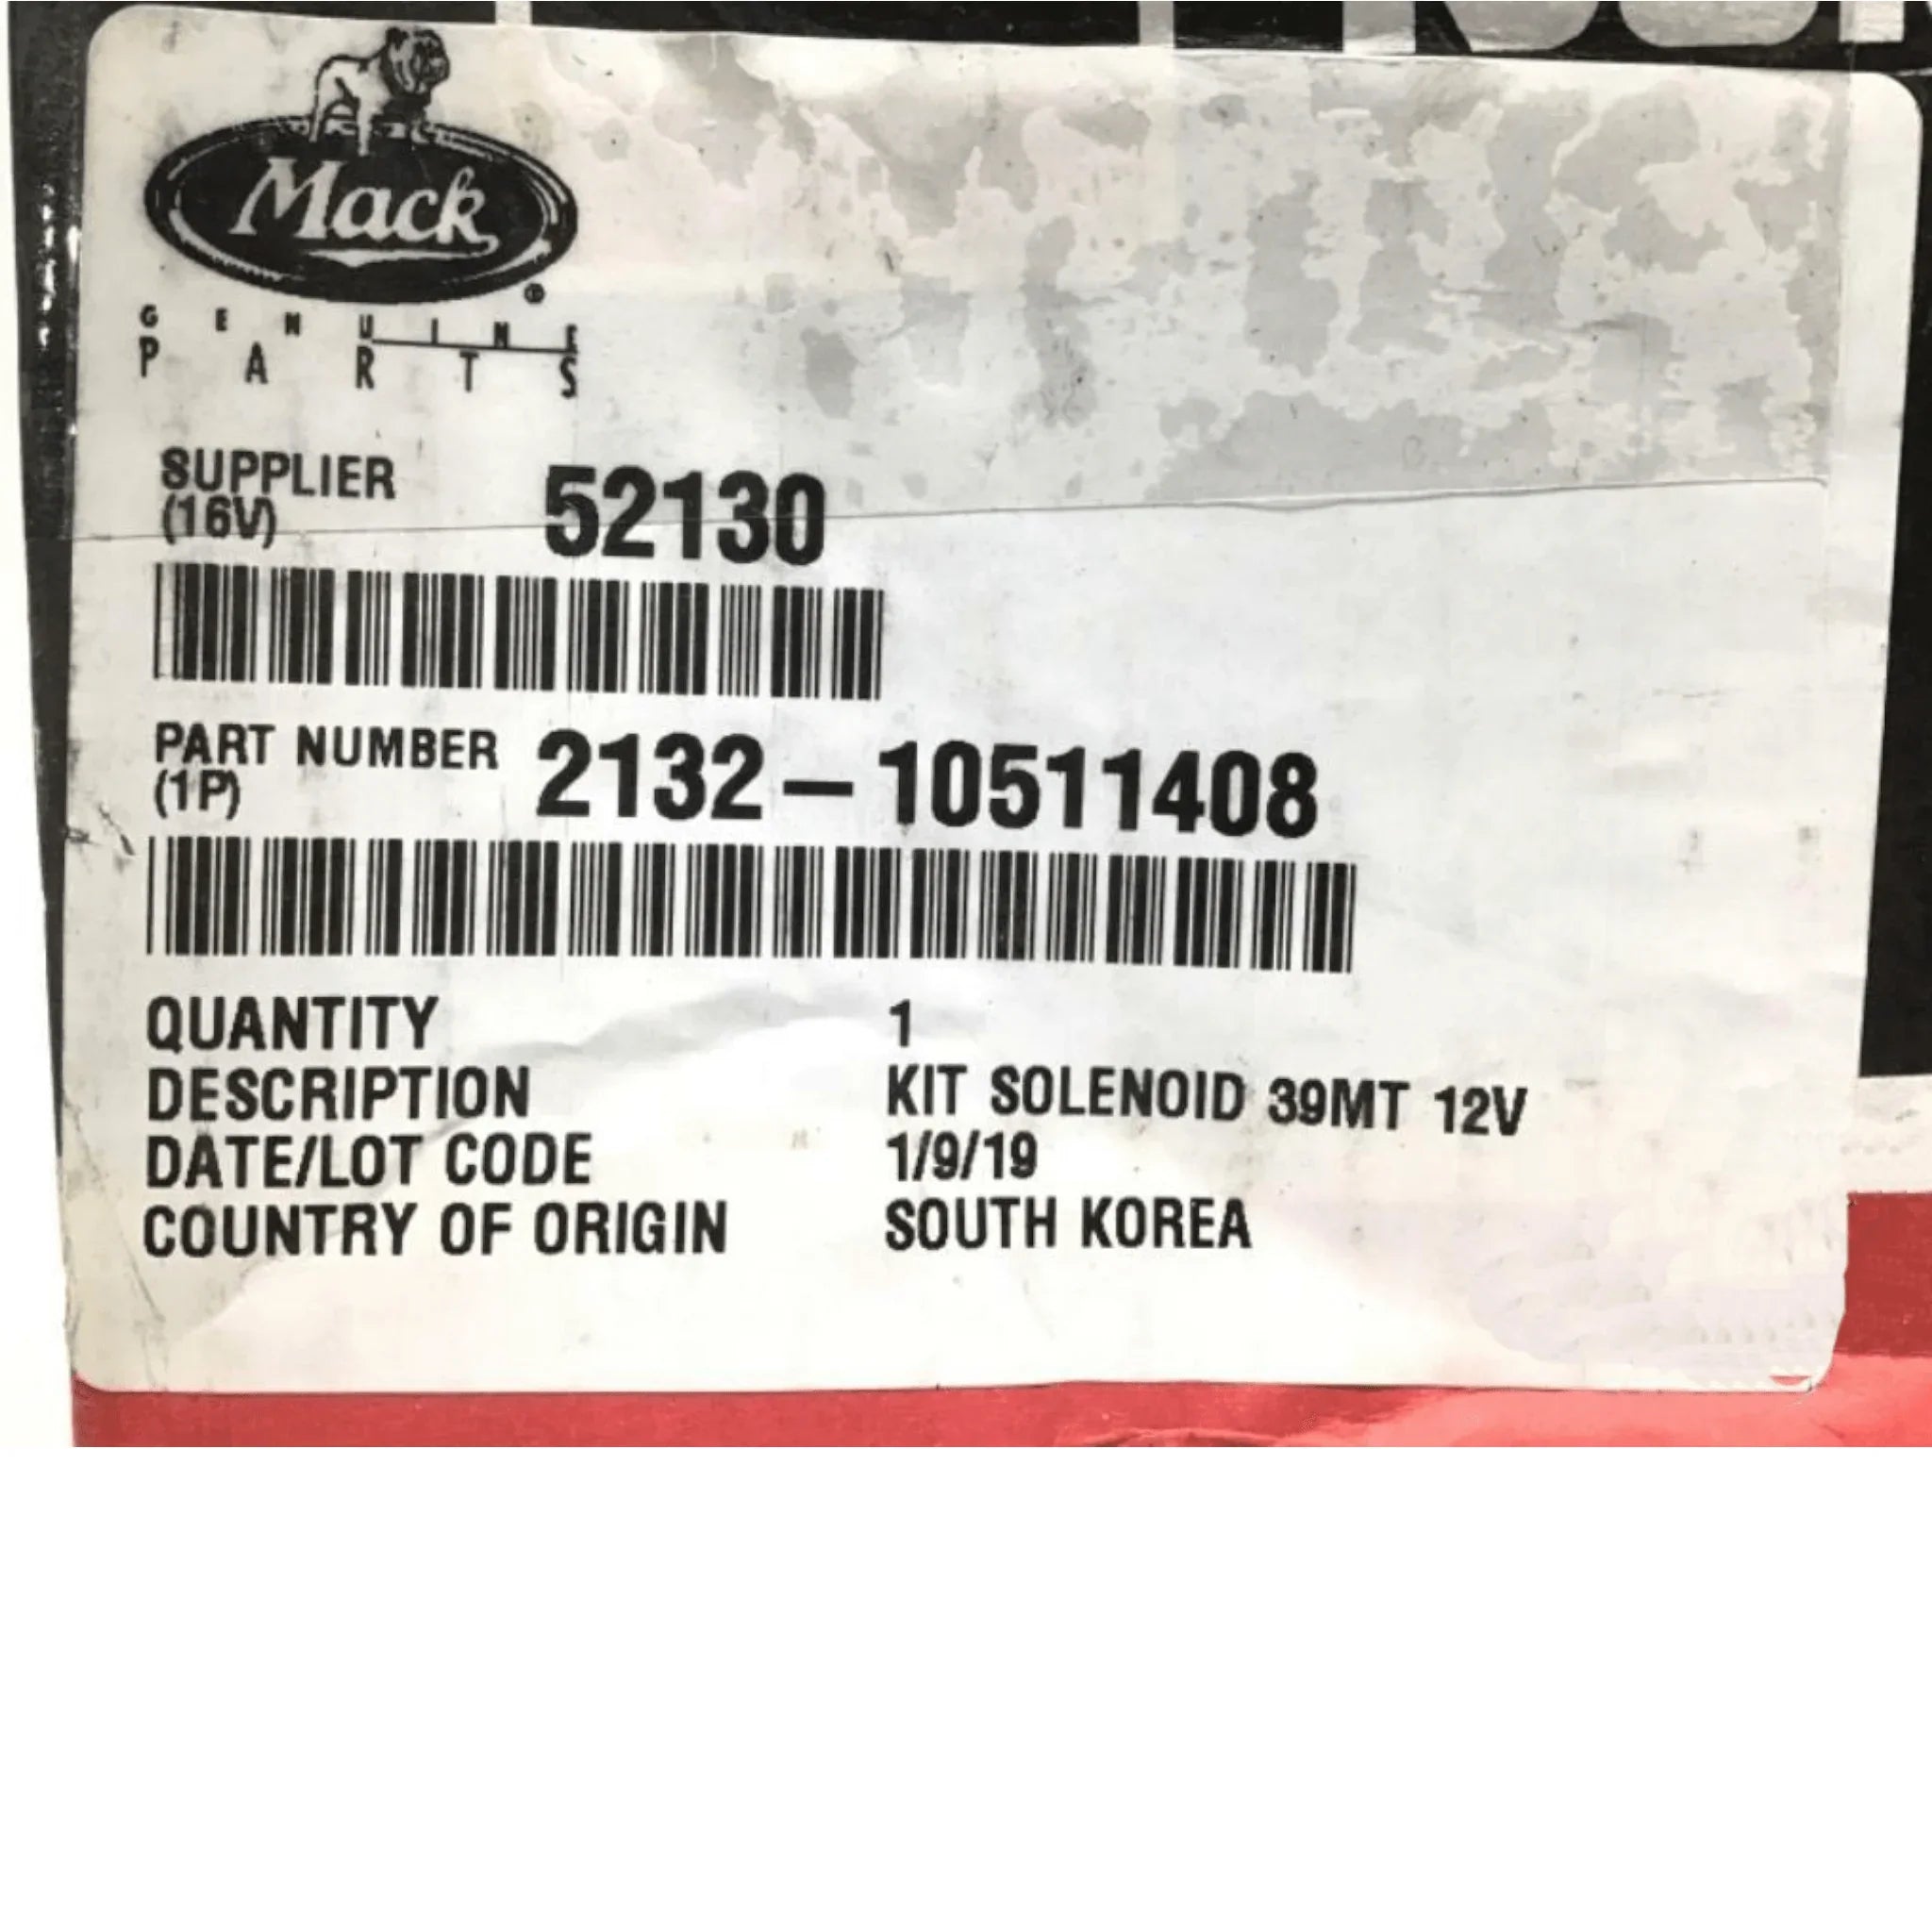 Mack
®
GENUINE
PARTS
SUPPLIER 52130
(16V)
PART NUMBER 2132-10511408
(1P)
QUANTITY 1
DESCRIPTION KIT SOLENOID 39MT 12V
DATE/LOT CODE 1/9/19
COUNTRY OF ORIGIN SOUTH KOREA